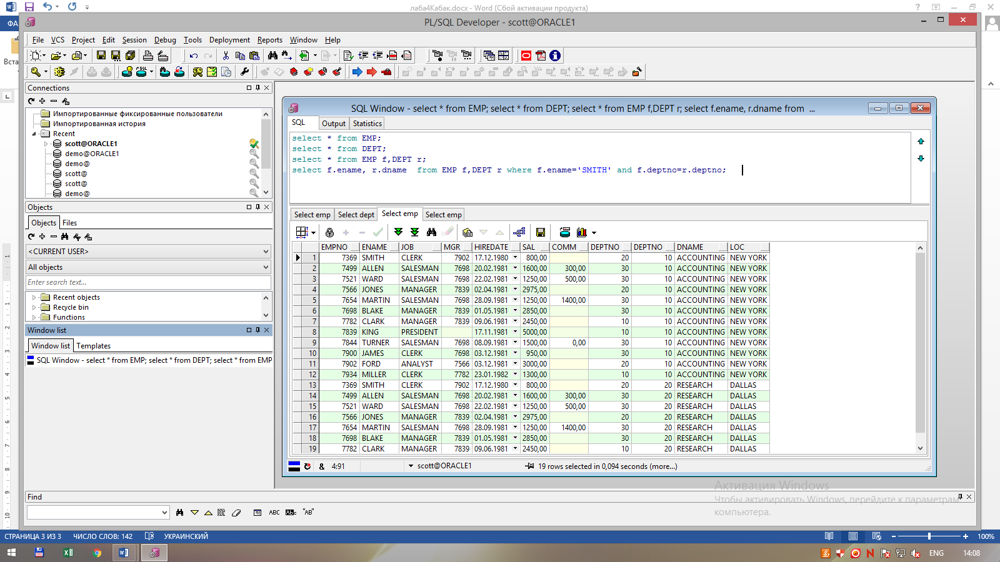 лаба4Кабак.docx - Word (Сбой активации продукта)
PL/SQL Developer - scott@ORACLE1
ФА
Вста
File VCS Project Edit Session Debug Tools Deployment Reports Window Help
Connections
Импортированные фиксированные пользователи
Импортированная история
Recent
scott@ORACLE1
demo@ORACLE1
demo@
scott@
scott@
demo@
Objects
Objects Files
<CURRENT USER>
All objects
Enter search text...
Recent objects
Recycle bin
Functions
Window list
Window list Templates
SQL Window - select * from EMP; select * from DEPT; select * from EMP
SQL Window - select * from EMP; select * from DEPT; select * from EMP f,DEPT r; select f.ename, r.dname from ...
SQL Output Statistics
select * from EMP;
select * from DEPT;
select * from EMP f,DEPT r;
select f.ename, r.dname  from EMP f,DEPT r where f.ename='SMITH' and f.deptno=r.deptno;
Select emp Select dept Select emp Select emp
EMPNO ENAME JOB MGR HIREDATE SAL COMM DEPTNO DEPTNO DNAME LOC
1 7369 SMITH CLERK 7902 17.12.1980 800,00 20 10 ACCOUNTING NEW YORK
2 7499 ALLEN SALESMAN 7698 20.02.1981 1600,00 300,00 30 10 ACCOUNTING NEW YORK
3 7521 WARD SALESMAN 7698 22.02.1981 1250,00 500,00 30 10 ACCOUNTING NEW YORK
4 7566 JONES MANAGER 7839 02.04.1981 2975,00 20 10 ACCOUNTING NEW YORK
5 7654 MARTIN SALESMAN 7698 28.09.1981 1250,00 1400,00 30 10 ACCOUNTING NEW YORK
6 7698 BLAKE MANAGER 7839 01.05.1981 2850,00 30 10 ACCOUNTING NEW YORK
7 7782 CLARK MANAGER 7839 09.06.1981 2450,00 10 10 ACCOUNTING NEW YORK
8 7839 KING PRESIDENT 17.11.1981 5000,00 10 10 ACCOUNTING NEW YORK
9 7844 TURNER SALESMAN 7698 08.09.1981 1500,00 0,00 30 10 ACCOUNTING NEW YORK
10 7900 JAMES CLERK 7698 03.12.1981 950,00 30 10 ACCOUNTING NEW YORK
11 7902 FORD ANALYST 7566 03.12.1981 3000,00 20 10 ACCOUNTING NEW YORK
12 7934 MILLER CLERK 7782 23.01.1982 1300,00 10 10 ACCOUNTING NEW YORK
13 7369 SMITH CLERK 7902 17.12.1980 800,00 20 20 RESEARCH DALLAS
14 7499 ALLEN SALESMAN 7698 20.02.1981 1600,00 300,00 30 20 RESEARCH DALLAS
15 7521 WARD SALESMAN 7698 22.02.1981 1250,00 500,00 30 20 RESEARCH DALLAS
16 7566 JONES MANAGER 7839 02.04.1981 2975,00 20 20 RESEARCH DALLAS
17 7654 MARTIN SALESMAN 7698 28.09.1981 1250,00 1400,00 30 20 RESEARCH DALLAS
18 7698 BLAKE MANAGER 7839 01.05.1981 2850,00 30 20 RESEARCH DALLAS
19 7782 CLARK MANAGER 7839 09.06.1981 2450,00 10 20 RESEARCH DALLAS
& 4:91 scott@ORACLE1 19 rows selected in 0,094 seconds (more...)
Активация Windows
Чтобы активировать Windows, перейдите к параметрам
компьютера.
Find
ABC "AB"
СТРАНИЦА 3 ИЗ 3 ЧИСЛО СЛОВ: 142 УКРАИНСКИЙ 100%
ENG 14:08